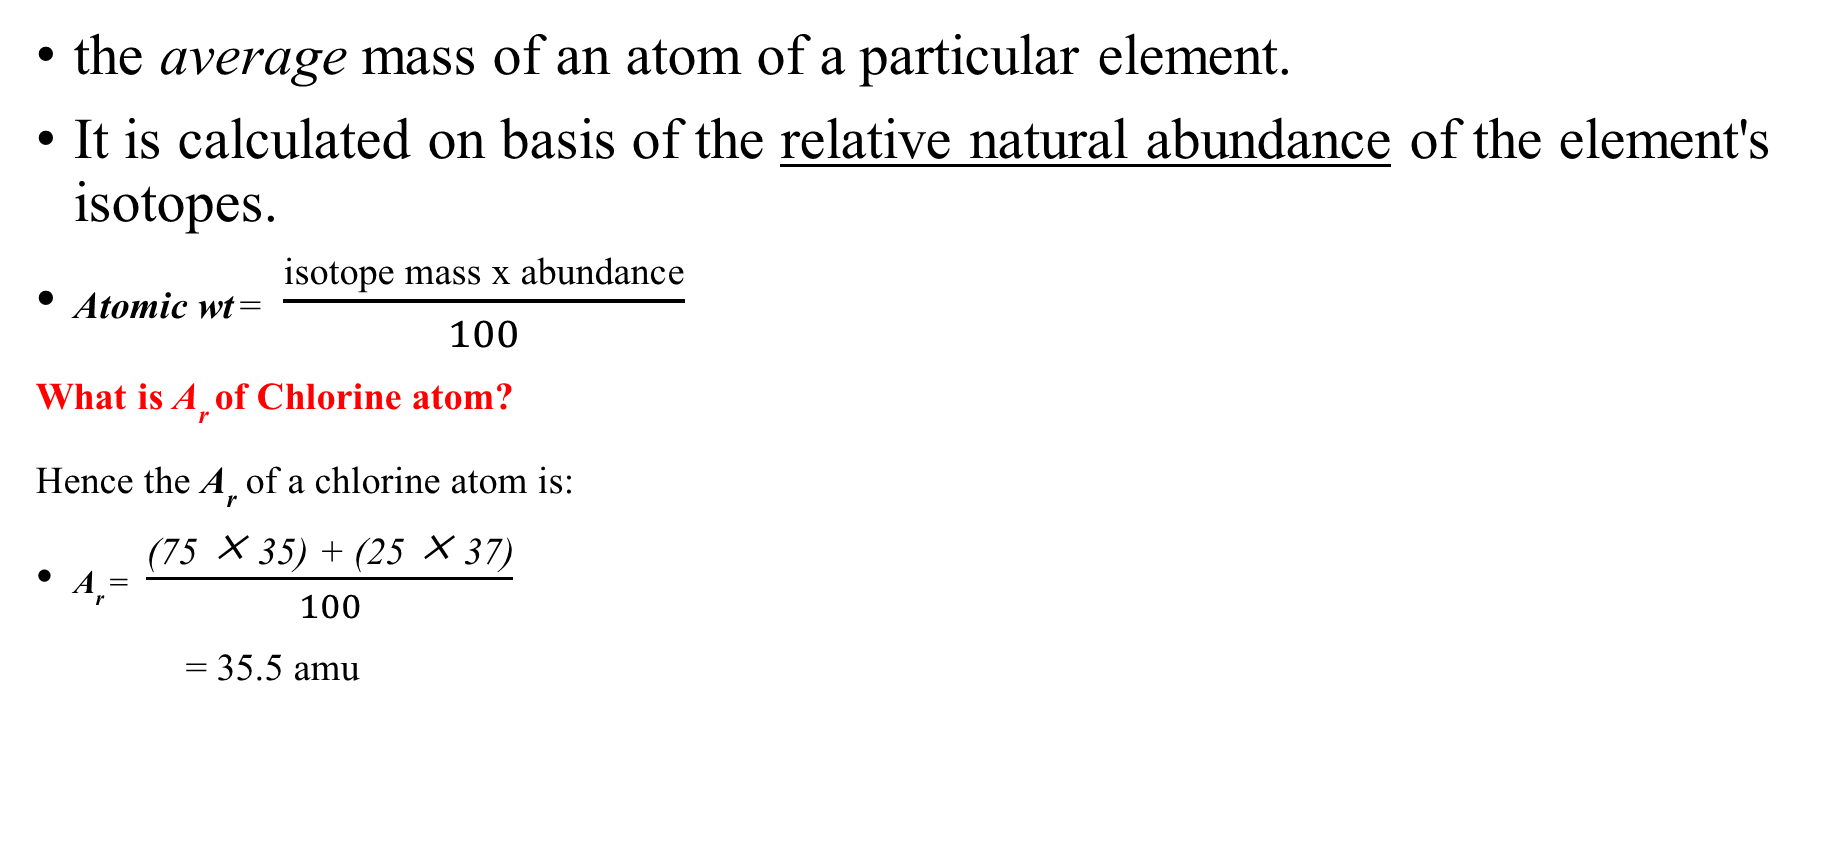 • the average mass of an atom of a particular element.
• It is calculated on basis of the relative natural abundance of the element's
isotopes.
• Atomic wt= isotope mass x abundance
100
What is Ar of Chlorine atom?
Hence the Ar of a chlorine atom is:
• Ar= (75 × 35) + (25 × 37)
100
= 35.5 amu